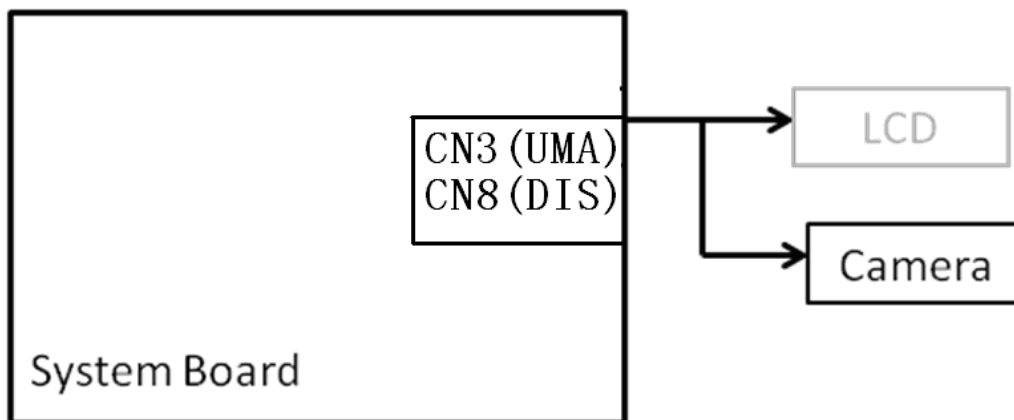 CN3(UMA)
CN8(DIS)
LCD
Camera
System Board